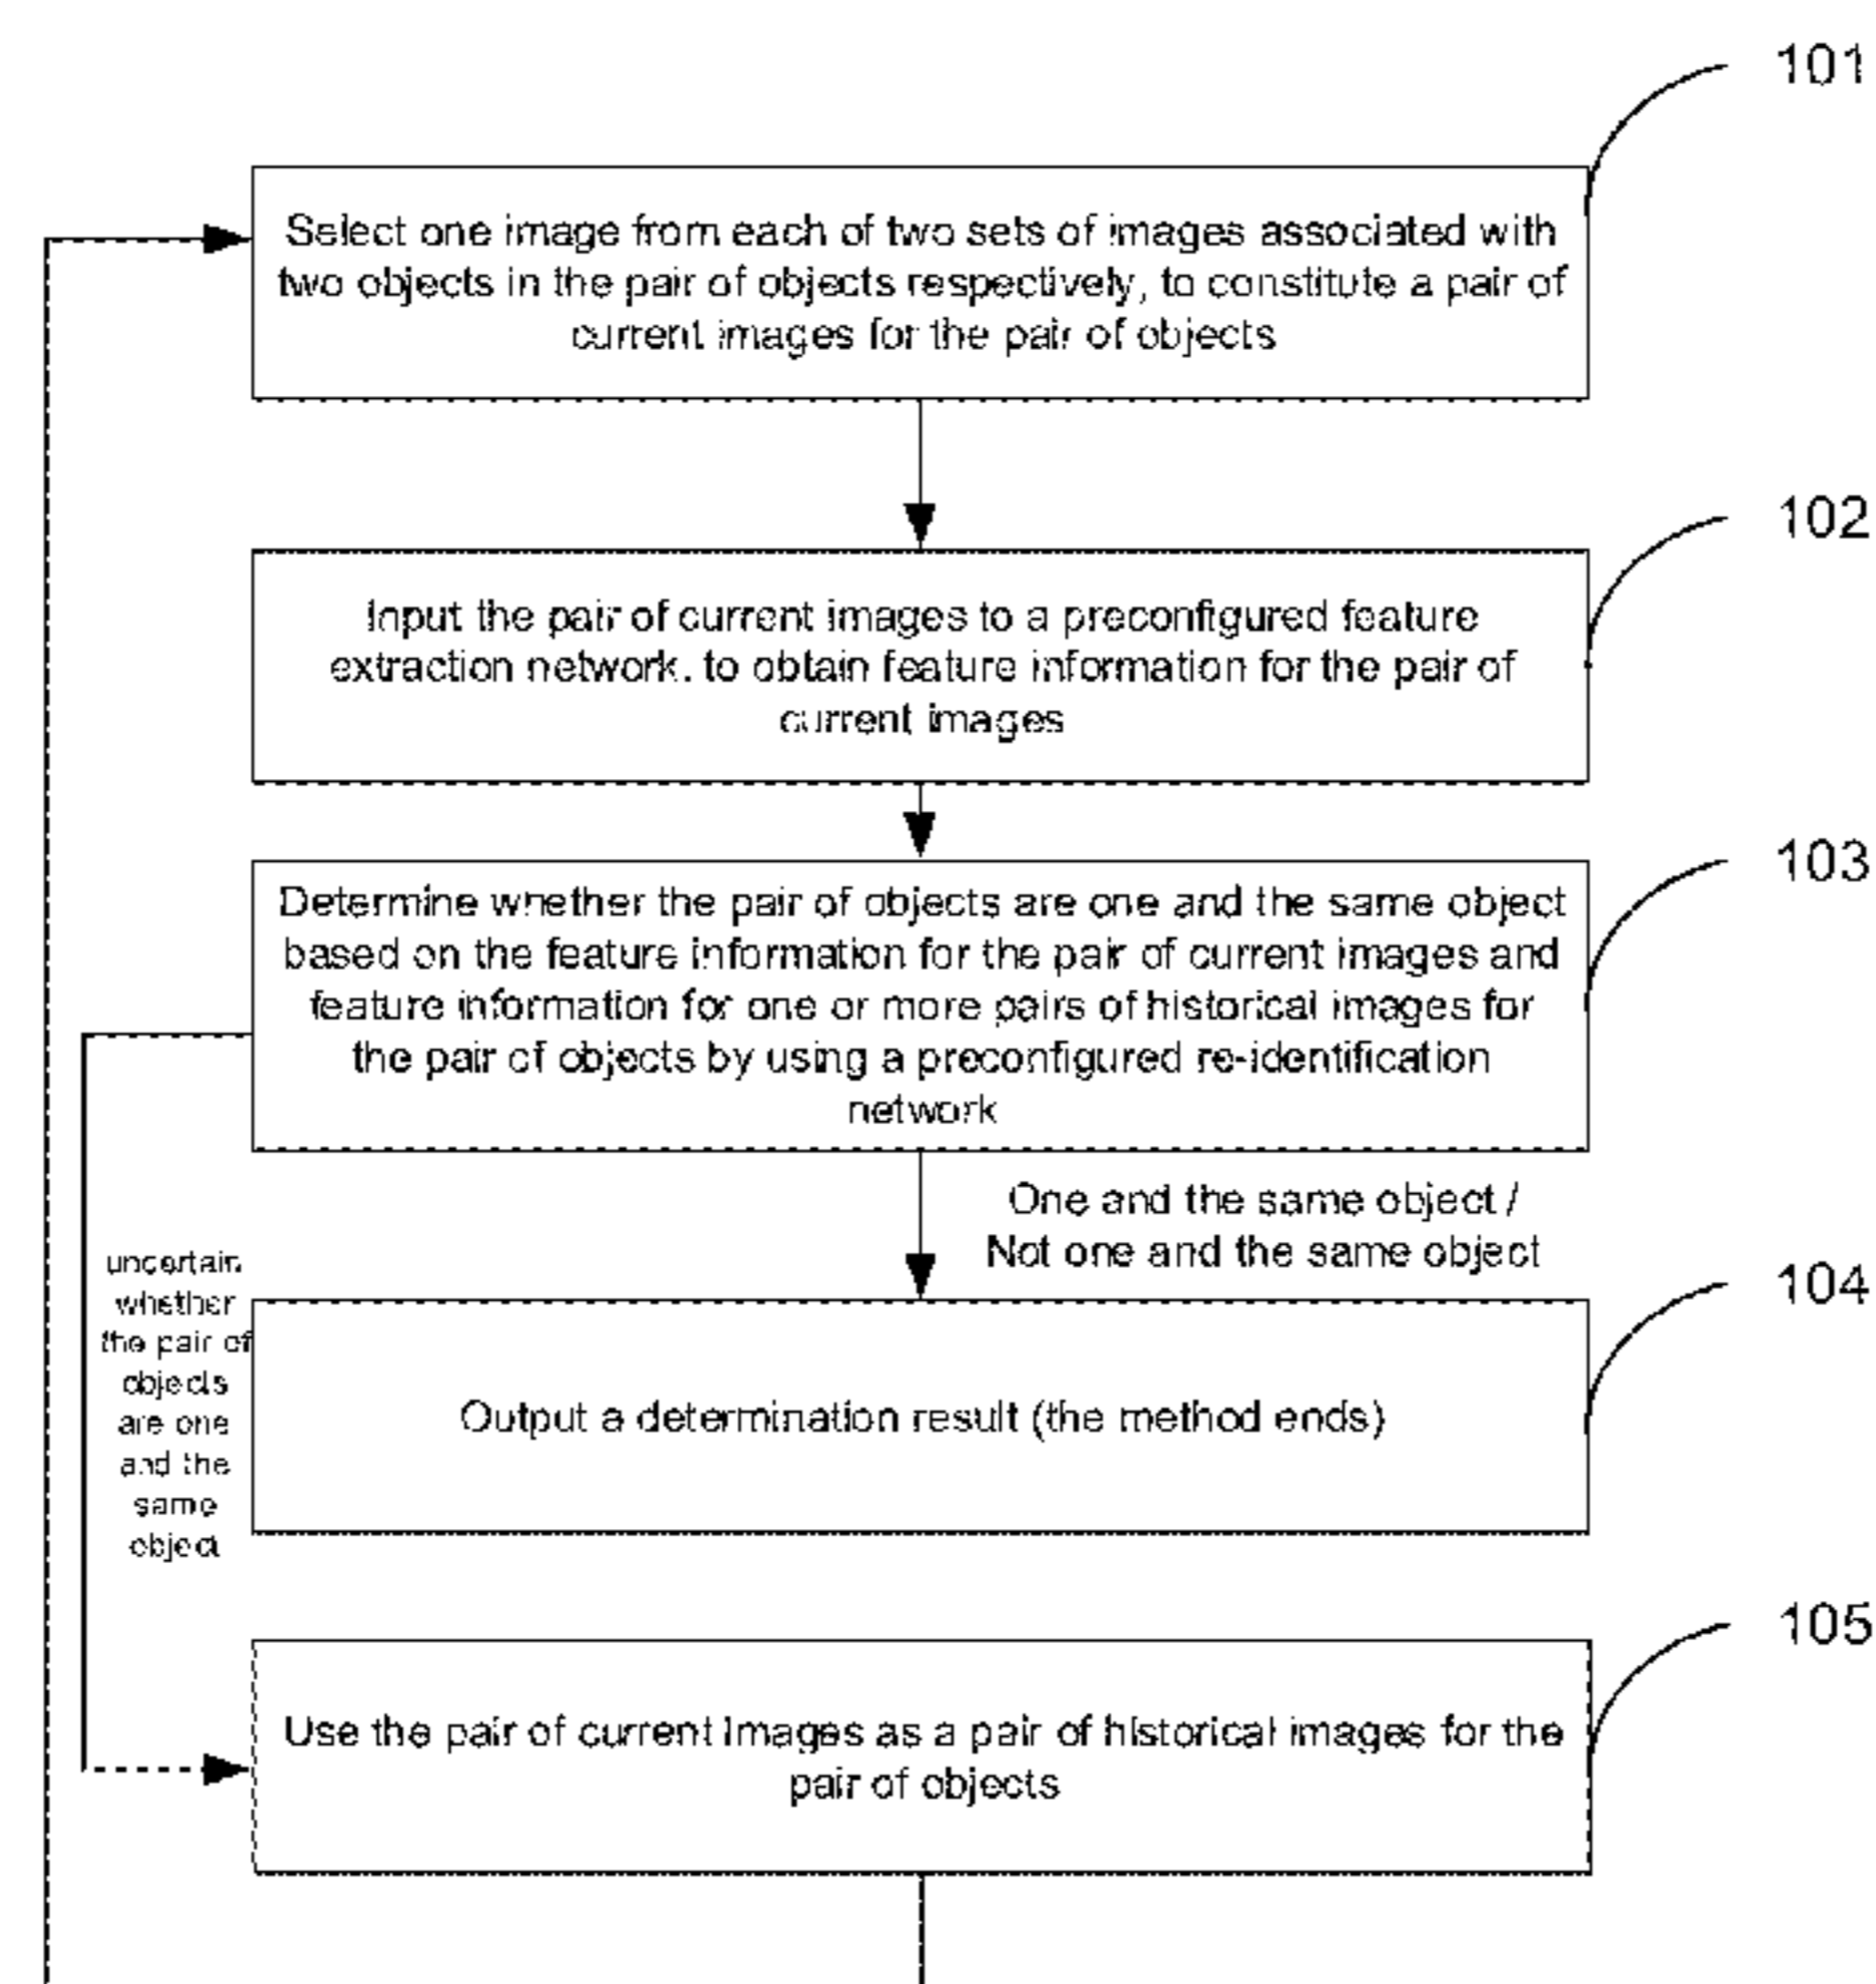 101
Select one image from each of two sets of images associated with
two objects in the pair of objects respectively, to constitute a pair of
current images for the pair of objects
102
Input the pair of current images to a preconfigured feature
extraction network, to obtain feature information for the pair of
current images
103
Determine whether the pair of objects are one and the same object
based on the feature information for the pair of current images and
feature information for one or more pairs of historical images for
the pair of objects by using a preconfigured re-identification
network
One and the same object /
Not one and the same object
uncertain
whether
the pair of
objects
are one
and the
same
object
104
Output a determination result (the method ends)
105
Use the pair of current images as a pair of historical images for the
pair of objects